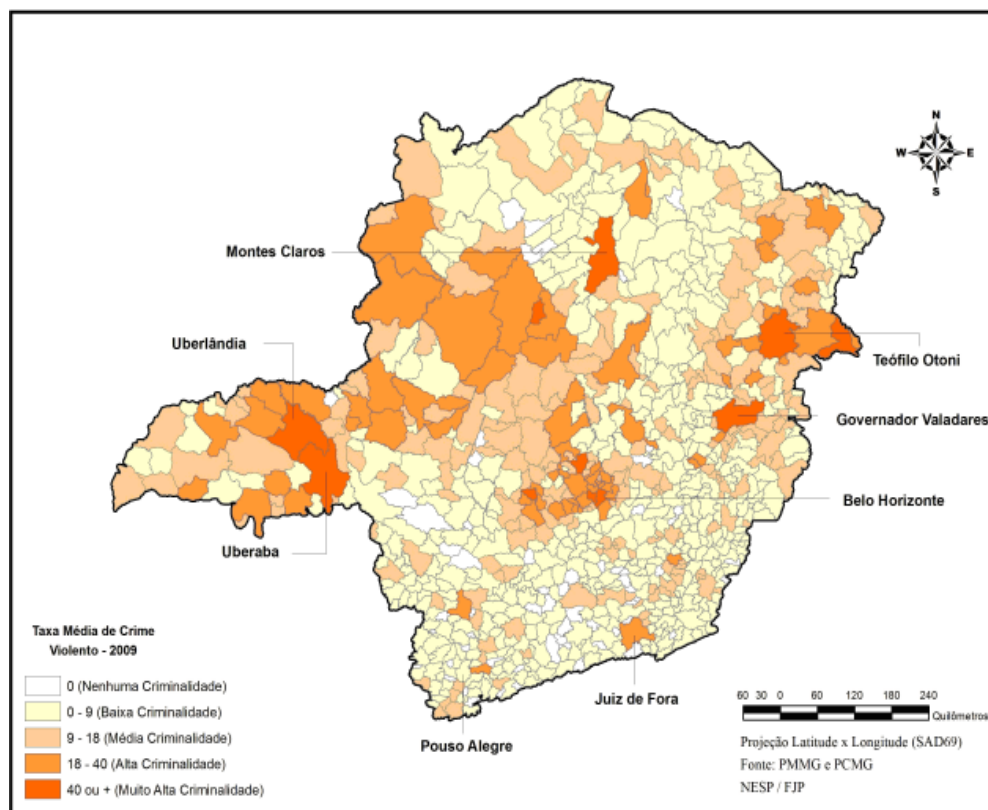 N
W E
S
Montes Claros
Uberlândia
Teófilo Otoni
Governador Valadares
Belo Horizonte
Uberaba
Juiz de Fora
Pouso Alegre
Taxa Média de Crime
Violento - 2009
0 (Nenhuma Criminalidade)
0 - 9 (Baixa Criminalidade)
9 - 18 (Média Criminalidade)
18 - 40 (Alta Criminalidade)
40 ou + (Muito Alta Criminalidade)
60 30 0 60 120 180 240
Quilômetros
Projeção Latitude x Longitude (SAD69)
Fonte: PMMG e PCMG
NESP / FJP